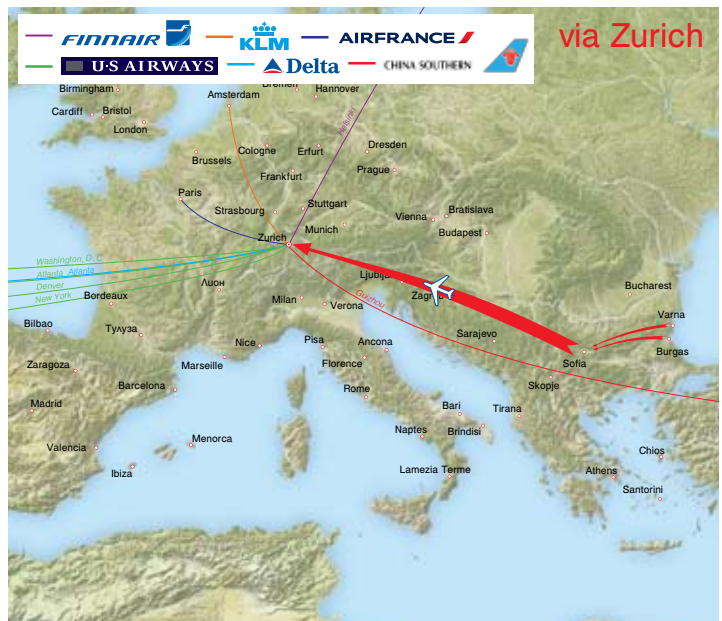 via Zurich
FINNAIR KLM AIRFRANCE
U·S AIRWAYS Delta CHINA SOUTHERN
Birmingham
Bremen
Hannover
Amsterdam
Cardiff
Bristol
London
Helsinki
Cologne
Erfurt
Dresden
Brussels
Frankfurt
Prague
Paris
Strasbourg
Stuttgart
Vienna
Bratislava
Zurich
Munich
Budapest
Washington, D, C
Atlanta Atlanta
Denver
New York
Bordeaux
Лион
Ljublja
Zagreb
Guizhou
Milan
Verona
Bucharest
Varna
Bilbao
Тулуза
Nice
Pisa
Ancona
Sarajevo
Burgas
Zaragoza
Marseille
Florence
Sofia
Barcelona
Rome
Skopje
Madrid
Bari
Tirana
Valencia
Menorca
Naptes
Brindisi
Chios
Ibiza
Lamezia Terme
Athens
Santorini